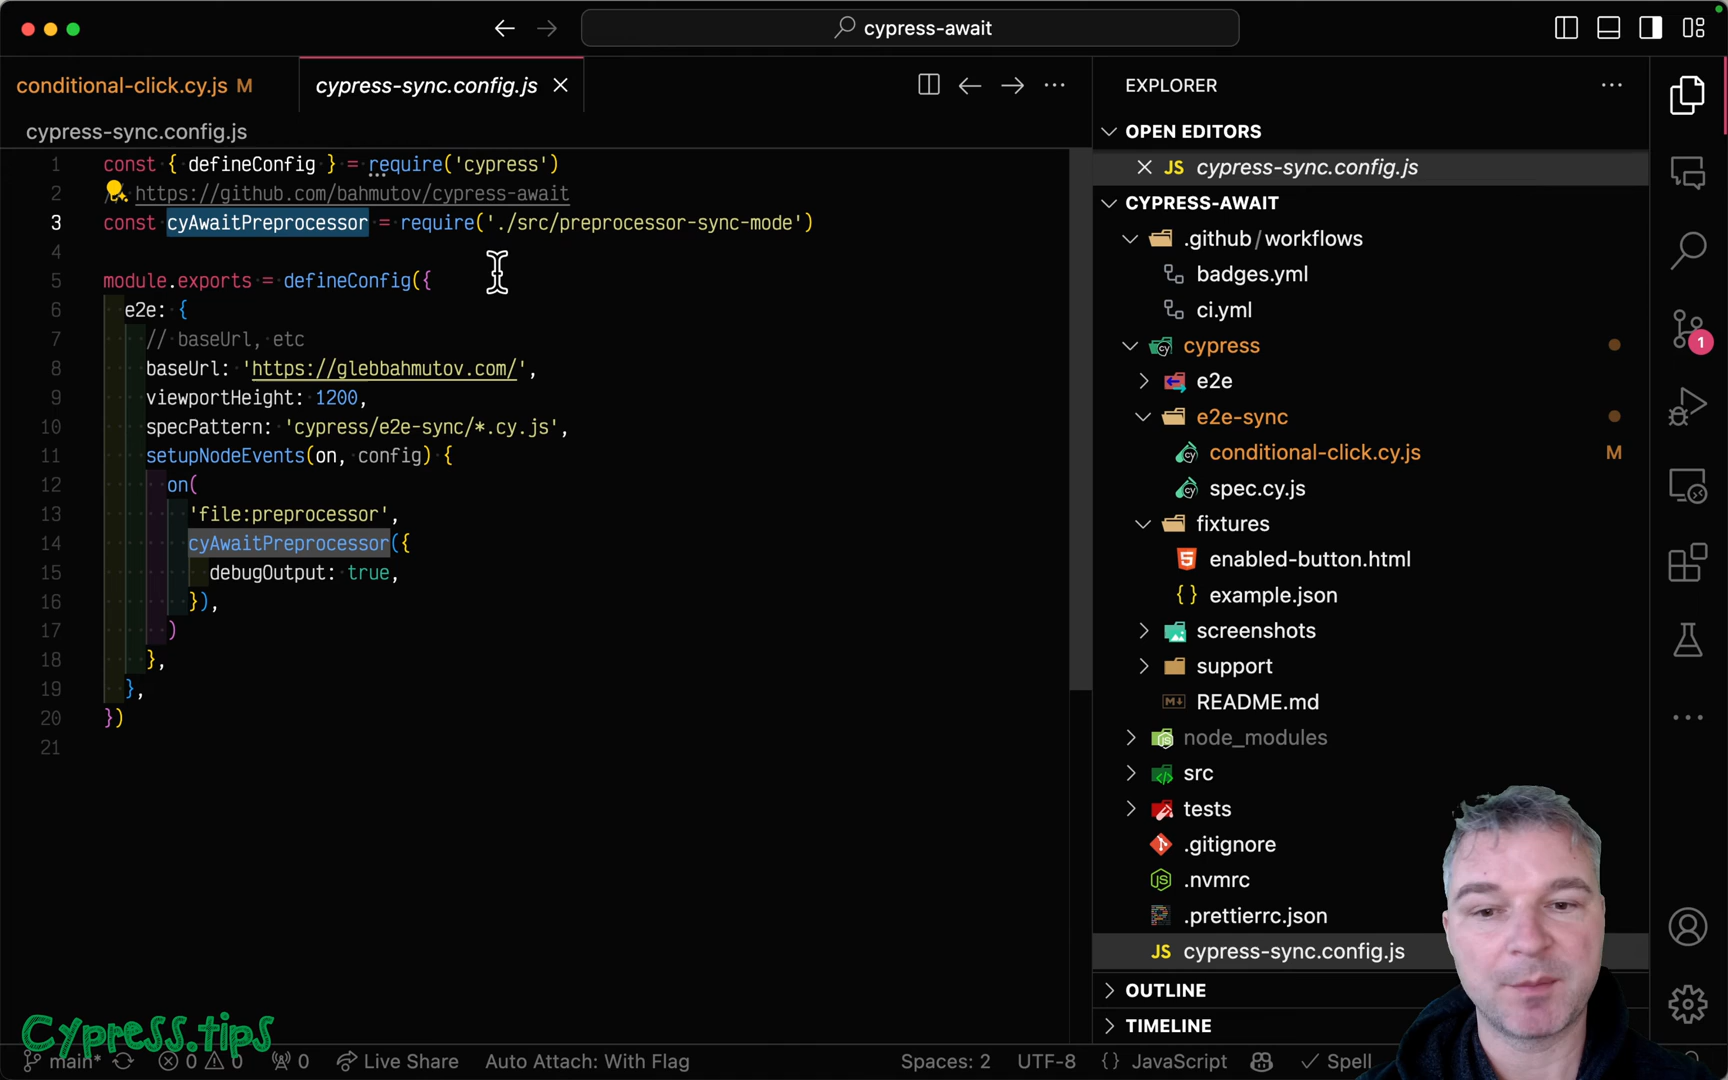 cypress-await
conditional-click.cy.js M
cypress-sync.config.js
cypress-sync.config.js
1 const { defineConfig } = require('cypress')
2 // https://github.com/bahmutov/cypress-await
3 const cyAwaitPreprocessor = require('./src/preprocessor-sync-mode')
4
5 module.exports = defineConfig({
6 e2e: {
7 // baseUrl, etc
8 baseUrl: 'https://glebbahmutov.com/',
9 viewportHeight: 1200,
10 specPattern: 'cypress/e2e-sync/*.cy.js',
11 setupNodeEvents(on, config) {
12 on(
13 'file:preprocessor',
14 cyAwaitPreprocessor({
15 debugOutput: true,
16 }),
17 )
18 },
19 },
20 })
21
EXPLORER
OPEN EDITORS
JS cypress-sync.config.js
CYPRESS-AWAIT
.github/workflows
badges.yml
ci.yml
cypress
e2e
e2e-sync
conditional-click.cy.js M
spec.cy.js
fixtures
enabled-button.html
{} example.json
screenshots
support
README.md
node_modules
src
tests
.gitignore
.nvmrc
.prettierrc.json
JS cypress-sync.config.js
OUTLINE
TIMELINE
1
Cypress.tips
main* 0 0 0 Live Share Auto Attach: With Flag Spaces: 2 UTF-8 {} JavaScript Spell